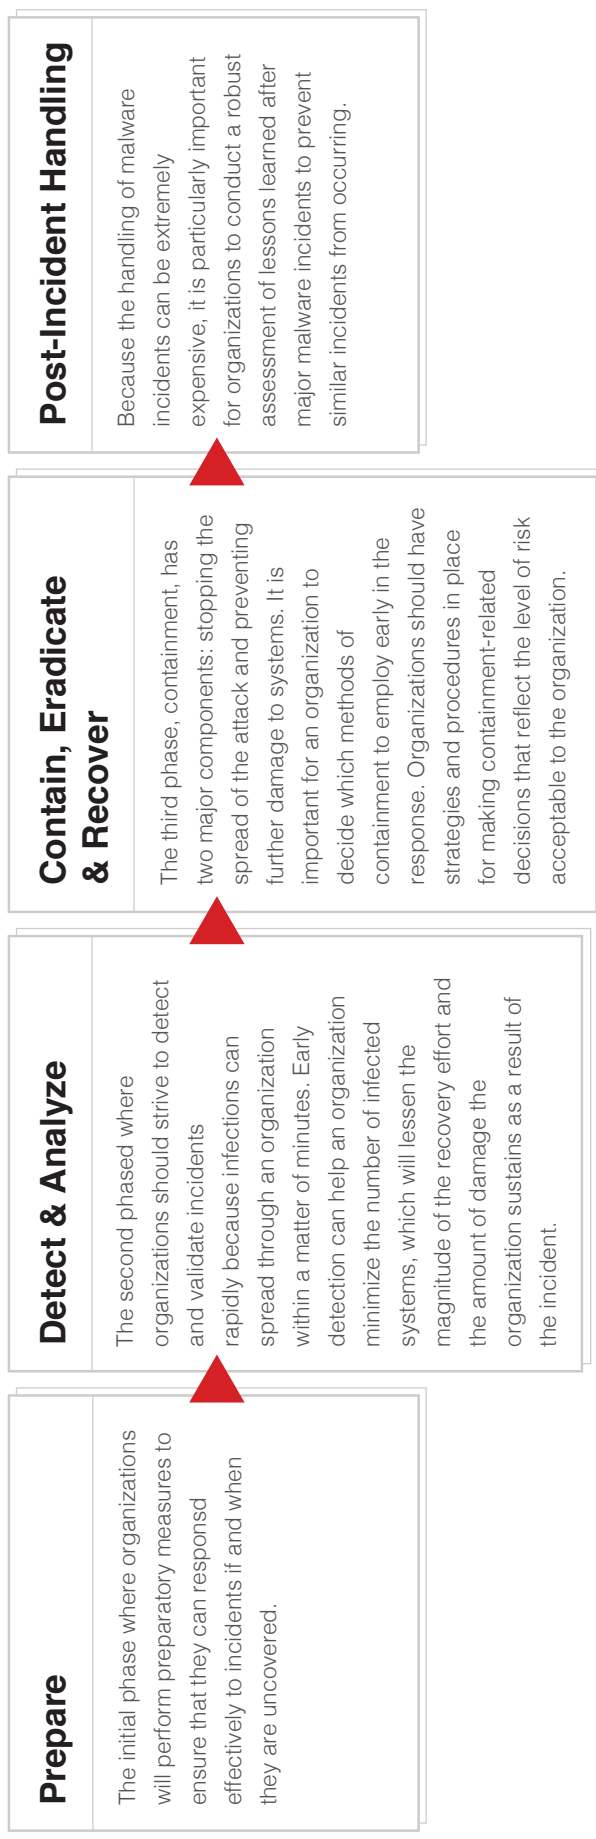 Prepare
The initial phase where organizations
will perform preparatory measures to
ensure that they can responsd
effectively to incidents if and when
they are uncovered.
Detect & Analyze
The second phased where
organizations should strive to detect
and validate incidents
rapidly because infections can
spread through an organization
within a matter of minutes. Early
detection can help an organization
minimize the number of infected
systems, which will lessen the
magnitude of the recovery effort and
the amount of damage the
organization sustains as a result of
the incident.
Contain, Eradicate
& Recover
The third phase, containment, has
two major components: stopping the
spread of the attack and preventing
further damage to systems. It is
important for an organization to
decide which methods of
containment to employ early in the
response. Organizations should have
strategies and procedures in place
for making containment-related
decisions that reflect the level of risk
acceptable to the organization.
Post-Incident Handling
Because the handling of malware
incidents can be extremely
expensive, it is particularly important
for organizations to conduct a robust
assessment of lessons learned after
major malware incidents to prevent
similar incidents from occurring.